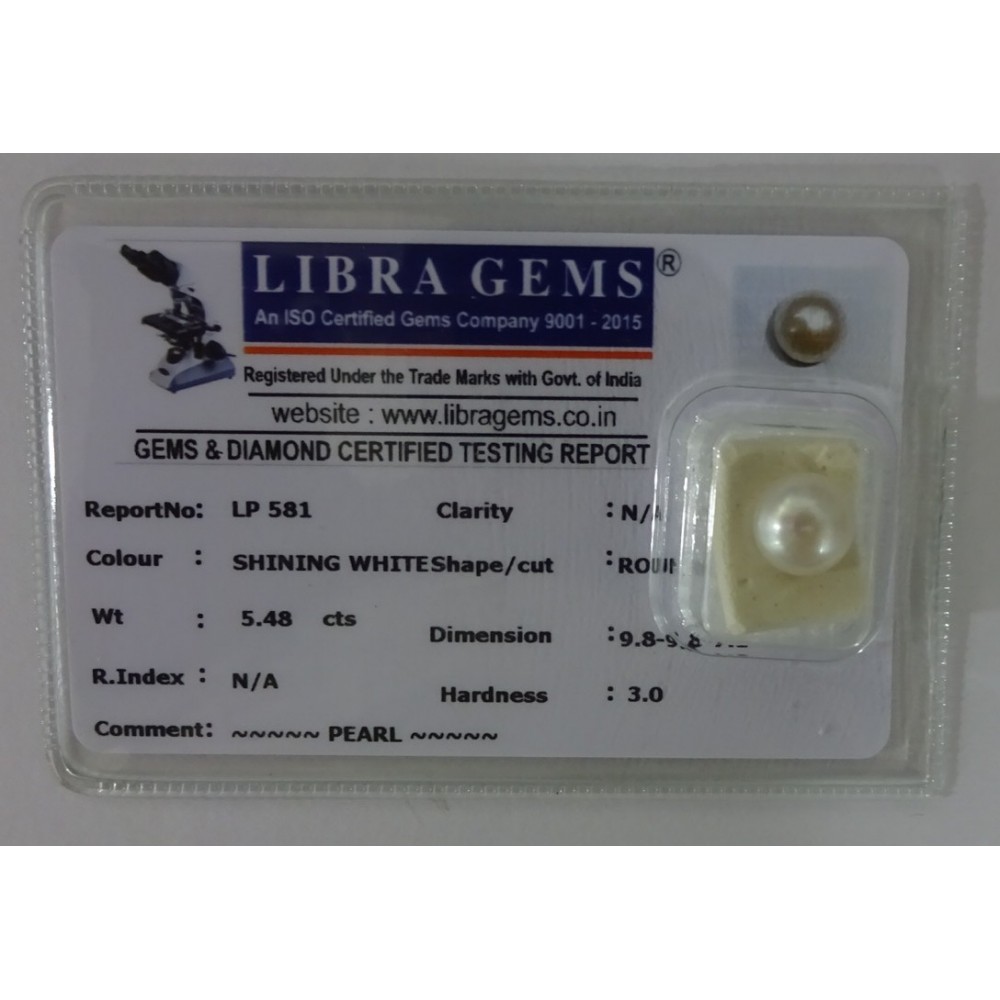 LIBRA GEMS ®
An ISO Certified Gems Company 9001 - 2015
Registered Under the Trade Marks with Govt. of India
website : www.libragems.co.in
GEMS & DIAMOND CERTIFIED TESTING REPORT
ReportNo: LP 581 Clarity : N/A
Colour : SHINING WHITE Shape/cut :
Wt : 5.48 cts Dimension : 9.8-
R.Index : N/A Hardness : 3.0
Comment: ~~~~~ PEARL ~~~~~